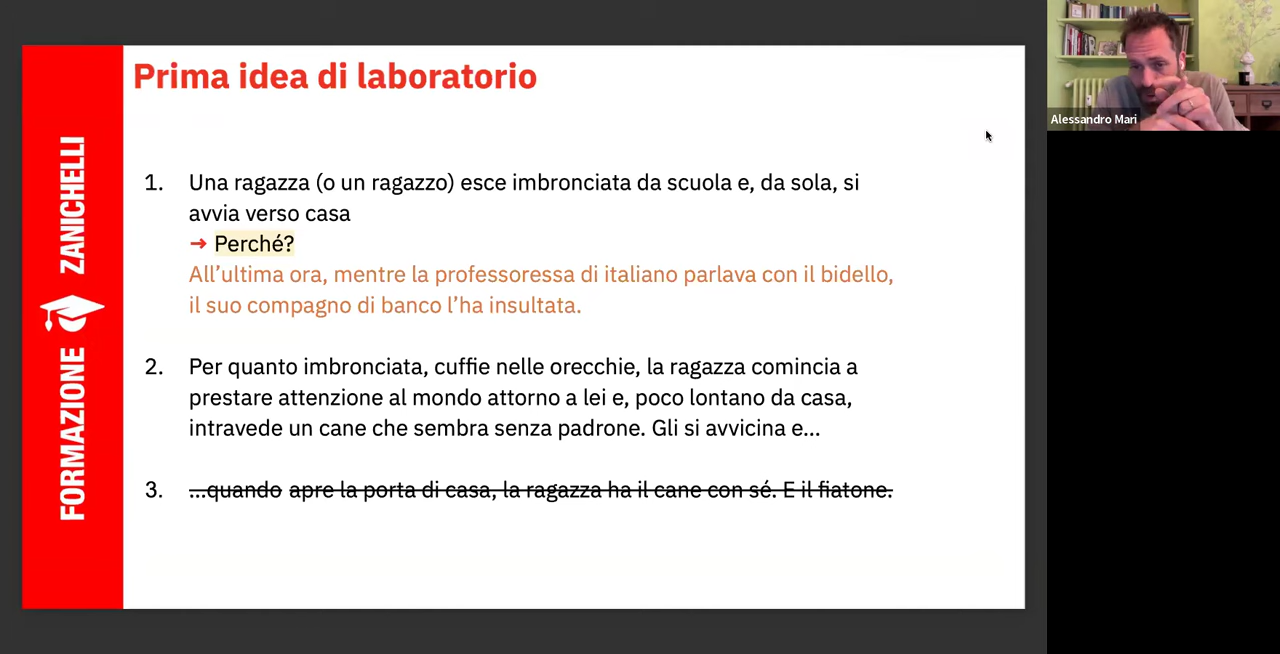 Prima idea di laboratorio
1. Una ragazza (o un ragazzo) esce imbronciata da scuola e, da sola, si
avvia verso casa
→ Perché?
All’ultima ora, mentre la professoressa di italiano parlava con il bidello,
il suo compagno di banco l’ha insultata.
2. Per quanto imbronciata, cuffie nelle orecchie, la ragazza comincia a
prestare attenzione al mondo attorno a lei e, poco lontano da casa,
intravede un cane che sembra senza padrone. Gli si avvicina e...
3. ...quando apre la porta di casa, la ragazza ha il cane con sé. E il fiatone.
FORMAZIONE ZANICHELLI
Alessandro Mari